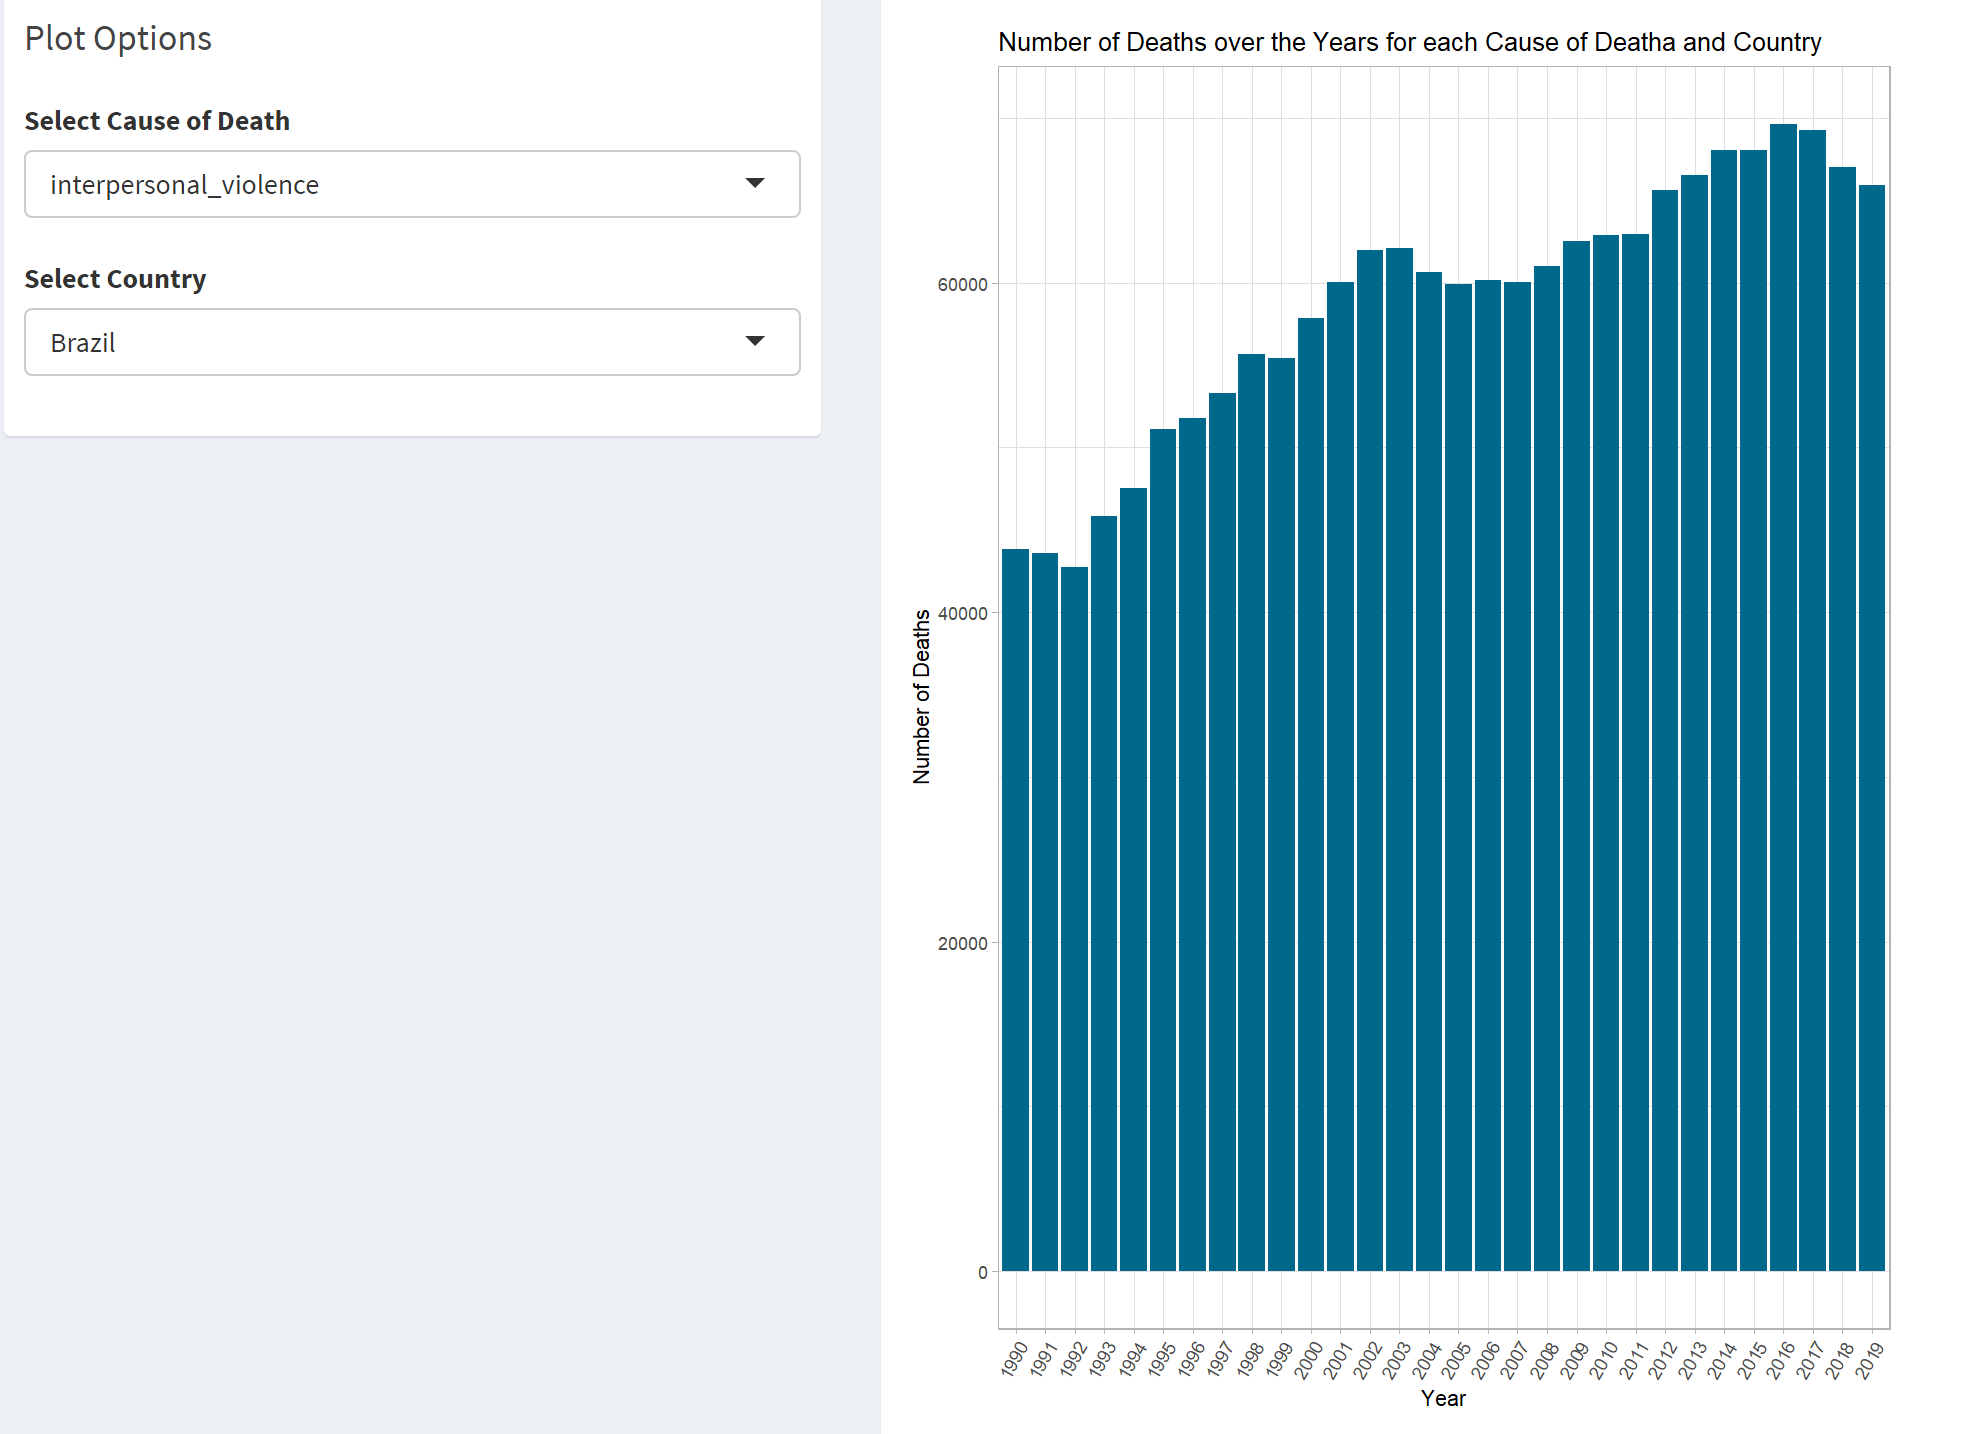 Plot Options
Select Cause of Death
interpersonal_violence
Select Country
Brazil
Number of Deaths over the Years for each Cause of Deatha and Country
Number of Deaths
60000
40000
20000
0
1990 1991 1992 1993 1994 1995 1996 1997 1998 1999 2000 2001 2002 2003 2004 2005 2006 2007 2008 2009 2010 2011 2012 2013 2014 2015 2016 2017 2018 2019
Year